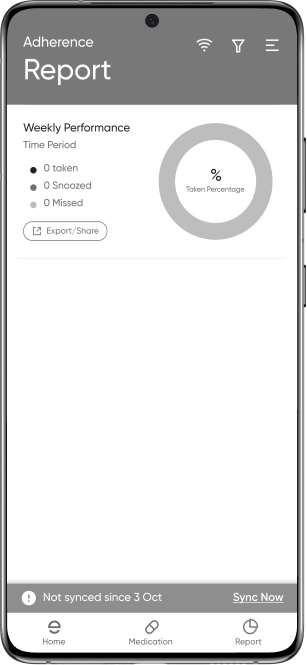 Adherence
Report
Weekly Performance
Time Period
0 taken
0 Snoozed
0 Missed
Export/Share
%
Taken Percentage
! Not synced since 3 Oct Sync Now
Home Medication Report